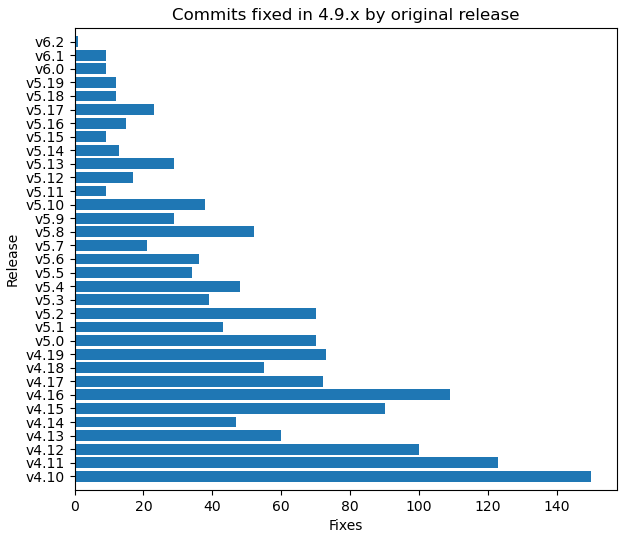 Commits fixed in 4.9.x by original release
v6.2
v6.1
v6.0
v5.19
v5.18
v5.17
v5.16
v5.15
v5.14
v5.13
v5.12
v5.11
v5.10
v5.9
v5.8
v5.7
v5.6
v5.5
v5.4
v5.3
v5.2
v5.1
v5.0
v4.19
v4.18
v4.17
v4.16
v4.15
v4.14
v4.13
v4.12
v4.11
v4.10
Release
0 20 40 60 80 100 120 140
Fixes